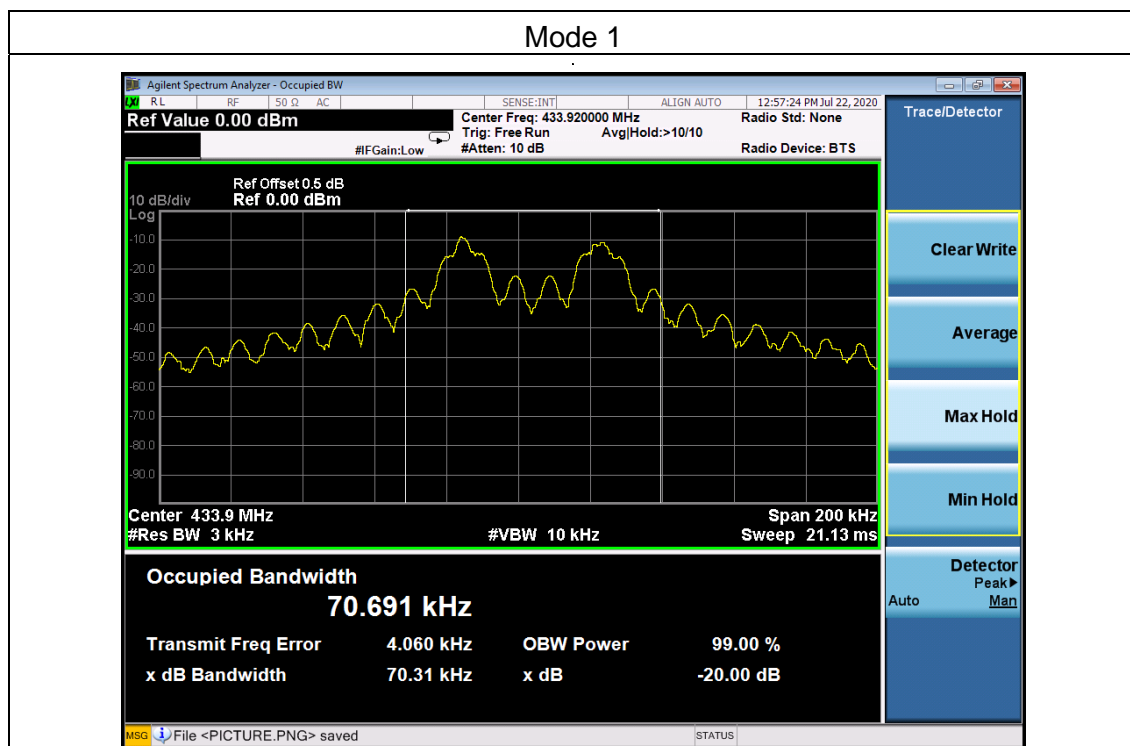 Mode 1
Agilent Spectrum Analyzer - Occupied BW
LXI RL RF 50 Ω AC SENSE:INT ALIGN AUTO 12:57:24 PM Jul 22, 2020
Ref Value 0.00 dBm
Center Freq: 433.920000 MHz
Radio Std: None
Trig: Free Run Avg|Hold:>10/10
#IFGain:Low
#Atten: 10 dB
Radio Device: BTS
Ref Offset 0.5 dB
10 dB/div Ref 0.00 dBm
Log
-10.0
-20.0
-30.0
-40.0
-50.0
-60.0
-70.0
-80.0
-90.0
Center 433.9 MHz Span 200 kHz
#Res BW 3 kHz #VBW 10 kHz Sweep 21.13 ms
Occupied Bandwidth
70.691 kHz
Transmit Freq Error 4.060 kHz OBW Power 99.00 %
x dB Bandwidth 70.31 kHz x dB -20.00 dB
MSG File <PICTURE.PNG> saved STATUS
Trace/Detector
Clear Write
Average
Max Hold
Min Hold
Detector
Peak▶
Auto Man